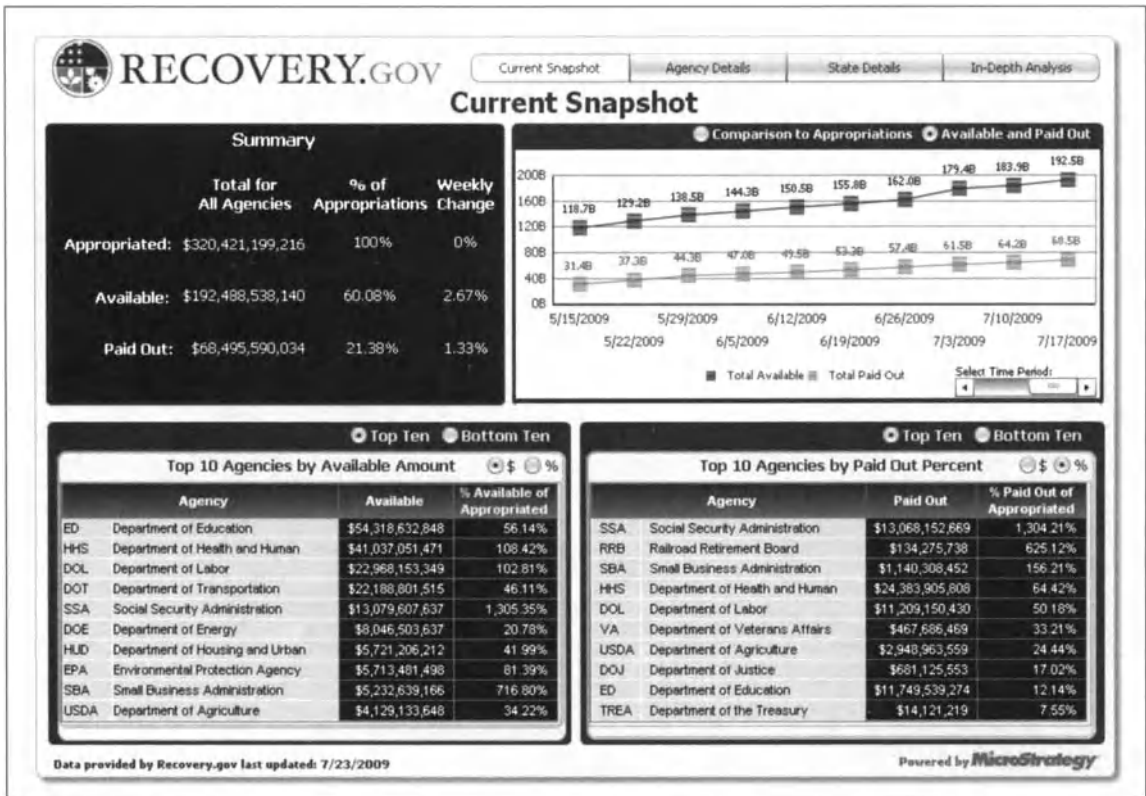 RECOVERY.GOV
Current Snapshot Agency Details State Details In-Depth Analysis
Current Snapshot
Summary
Total for All Agencies % of Appropriations Weekly Change
Appropriated: $320,421,199,216 100% 0%
Available: $192,488,538,140 60.08% 2.67%
Paid Out: $68,495,590,034 21.38% 1.33%
Comparison to Appropriations Available and Paid Out
200B
160B
120B
80B
40B
0B
118.7B 129.2B 138.5B 144.3B 150.5B 155.8B 162.0B 179.4B 183.9B 192.5B
31.4B 37.3B 44.3B 47.0B 49.5B 53.3B 57.4B 61.5B 64.2B 68.5B
5/15/2009 5/29/2009 6/12/2009 6/26/2009 7/10/2009
5/22/2009 6/5/2009 6/19/2009 7/3/2009 7/17/2009
Total Available Total Paid Out
Select Time Period:
Top Ten Bottom Ten
Top 10 Agencies by Available Amount $ %
Agency Available % Available of Appropriated
ED Department of Education $54,318,632,848 56.14%
HHS Department of Health and Human $41,037,051,471 108.42%
DOL Department of Labor $22,968,153,349 102.81%
DOT Department of Transportation $22,188,801,515 46.11%
SSA Social Security Administration $13,079,607,637 1,305.35%
DOE Department of Energy $8,046,503,637 20.78%
HUD Department of Housing and Urban $5,721,206,212 41.99%
EPA Environmental Protection Agency $5,713,481,498 81.39%
SBA Small Business Administration $5,232,639,166 716.80%
USDA Department of Agriculture $4,129,133,648 34.22%
Top Ten Bottom Ten
Top 10 Agencies by Paid Out Percent $ %
Agency Paid Out % Paid Out of Appropriated
SSA Social Security Administration $13,068,152,669 1,304.21%
RRB Railroad Retirement Board $134,275,738 625.12%
SBA Small Business Administration $1,140,308,452 156.21%
HHS Department of Health and Human $24,383,905,808 64.42%
DOL Department of Labor $11,209,150,430 50.18%
VA Department of Veterans Affairs $467,686,469 33.21%
USDA Department of Agriculture $2,948,963,559 24.44%
DOJ Department of Justice $681,125,553 17.02%
ED Department of Education $11,749,539,274 12.14%
TREA Department of the Treasury $14,121,219 7.55%
Data provided by Recovery.gov last updated: 7/23/2009
Powered by MicroStrategy